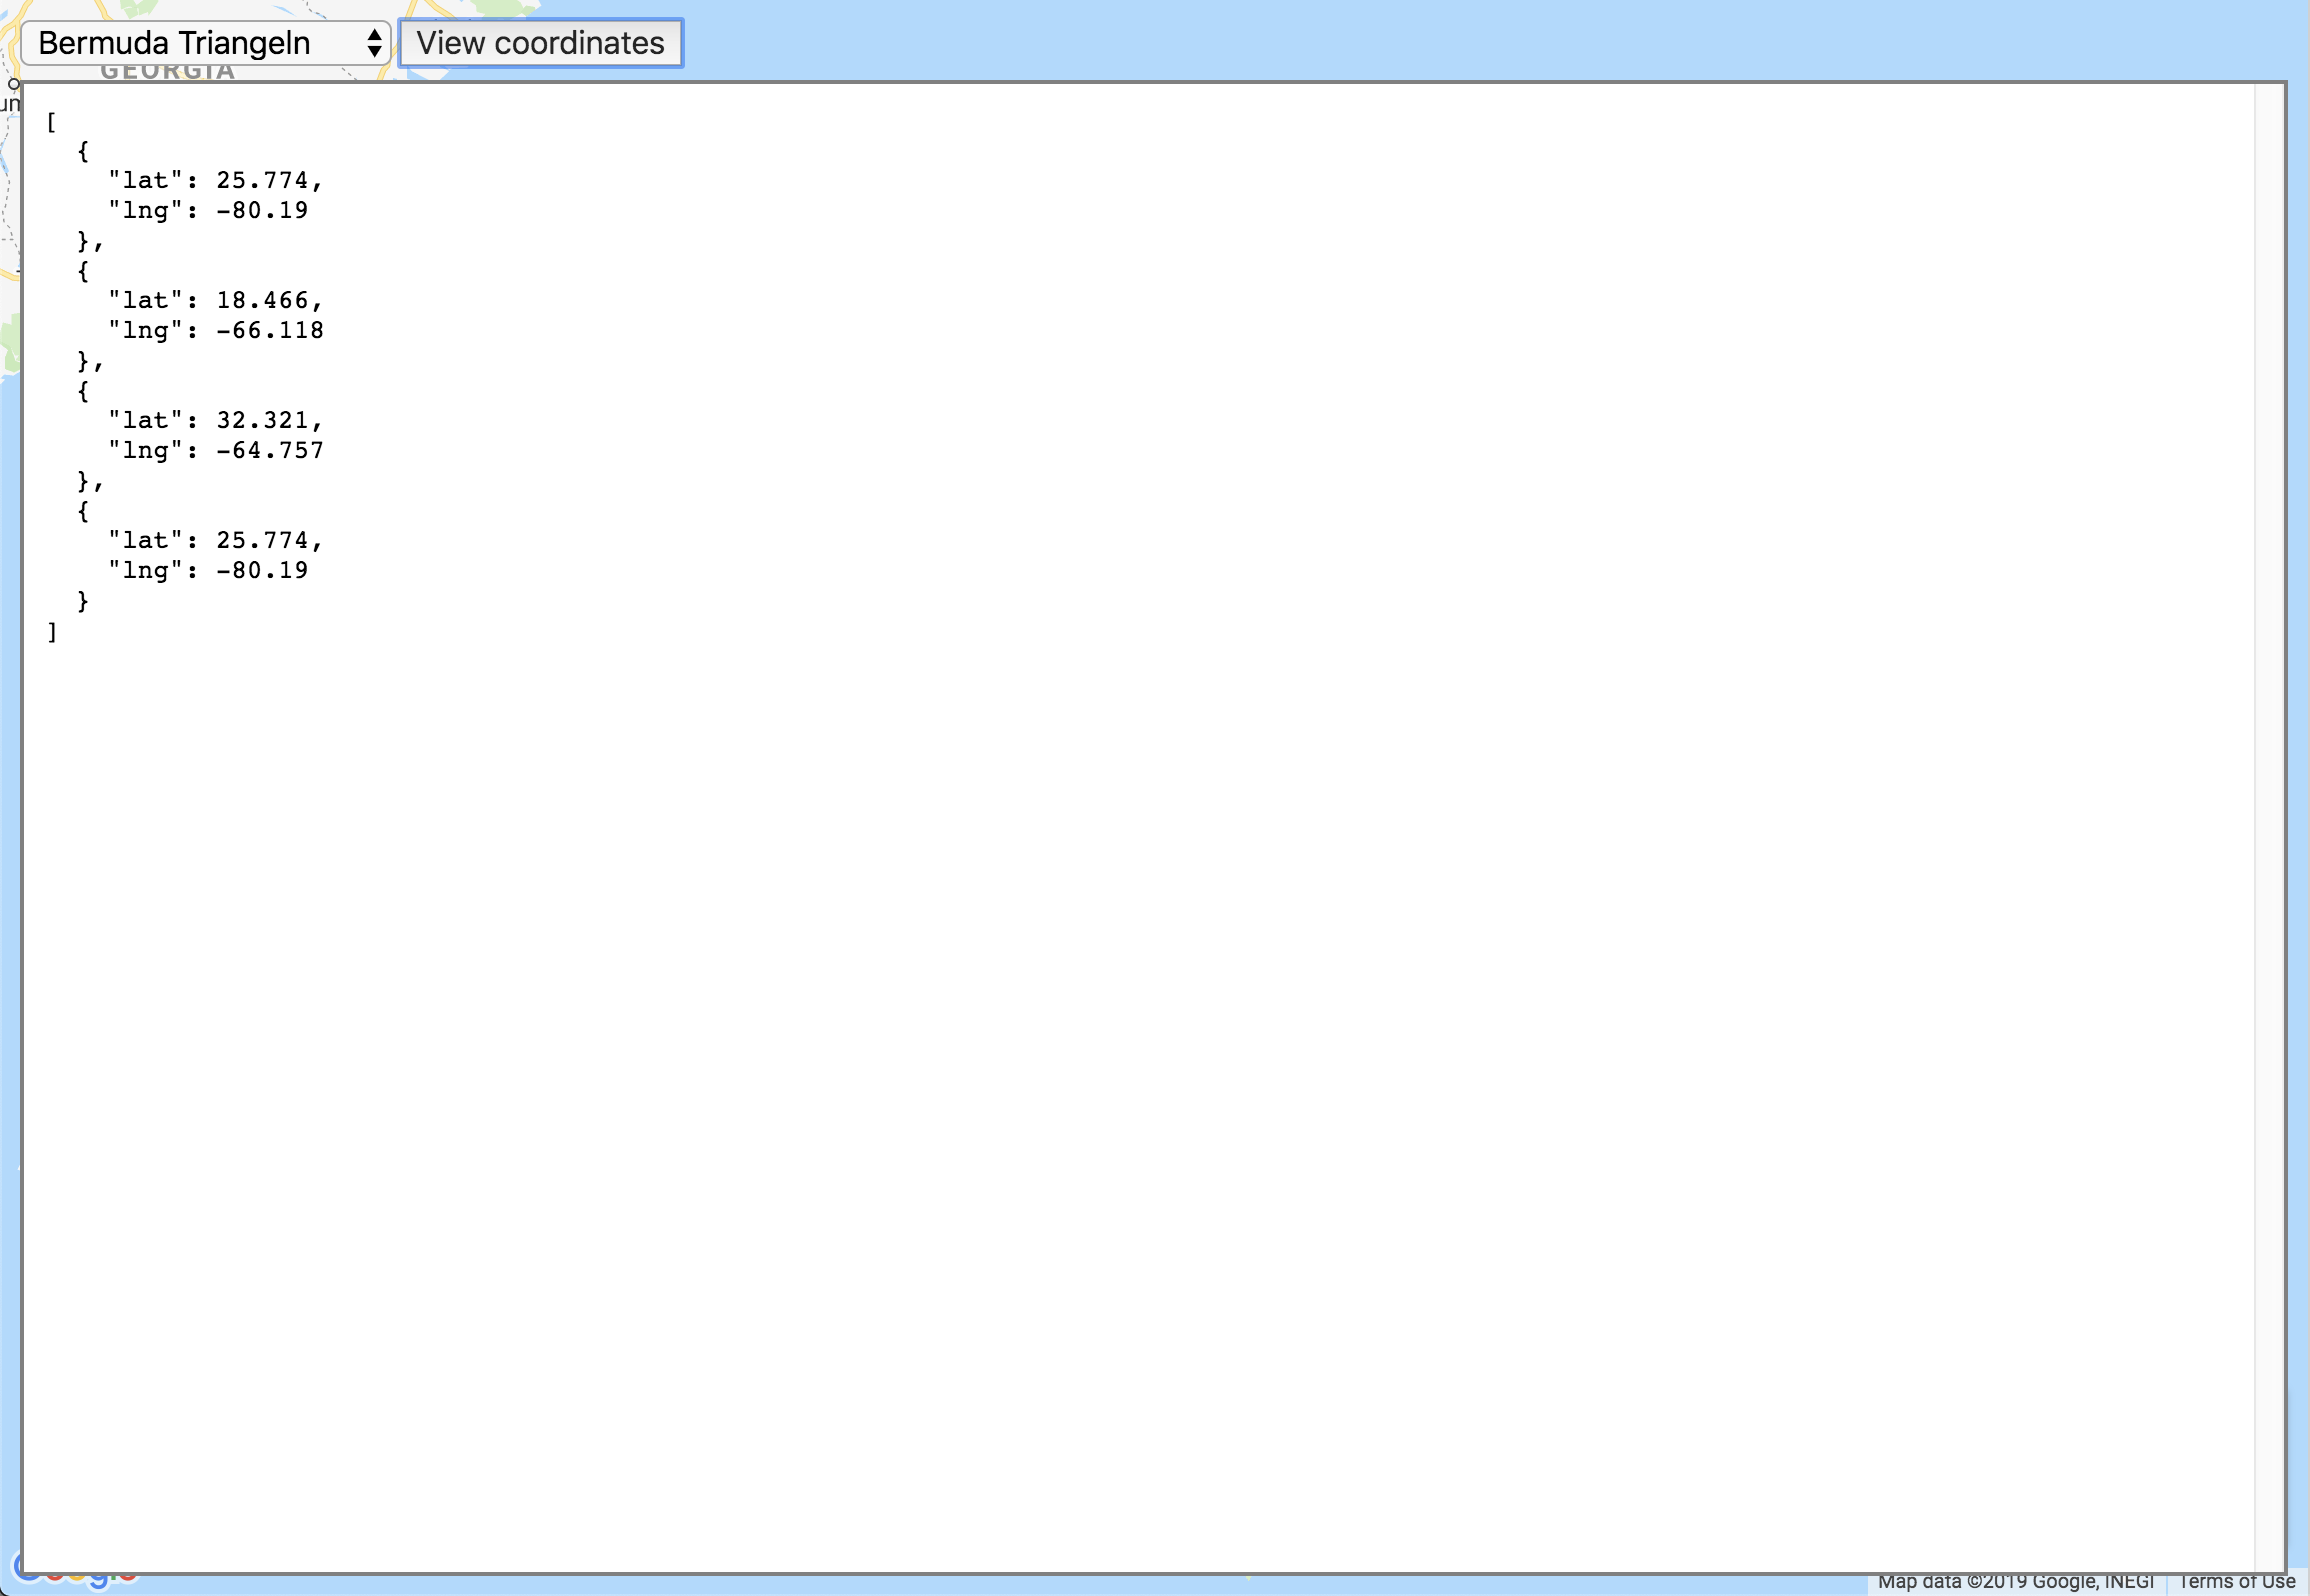 Bermuda Triangeln
View coordinates
GEORGIA
[
  {
    "lat": 25.774,
    "lng": -80.19
  },
  {
    "lat": 18.466,
    "lng": -66.118
  },
  {
    "lat": 32.321,
    "lng": -64.757
  },
  {
    "lat": 25.774,
    "lng": -80.19
  }
]
Google
Map data ©2019 Google, INEGI
Terms of Use